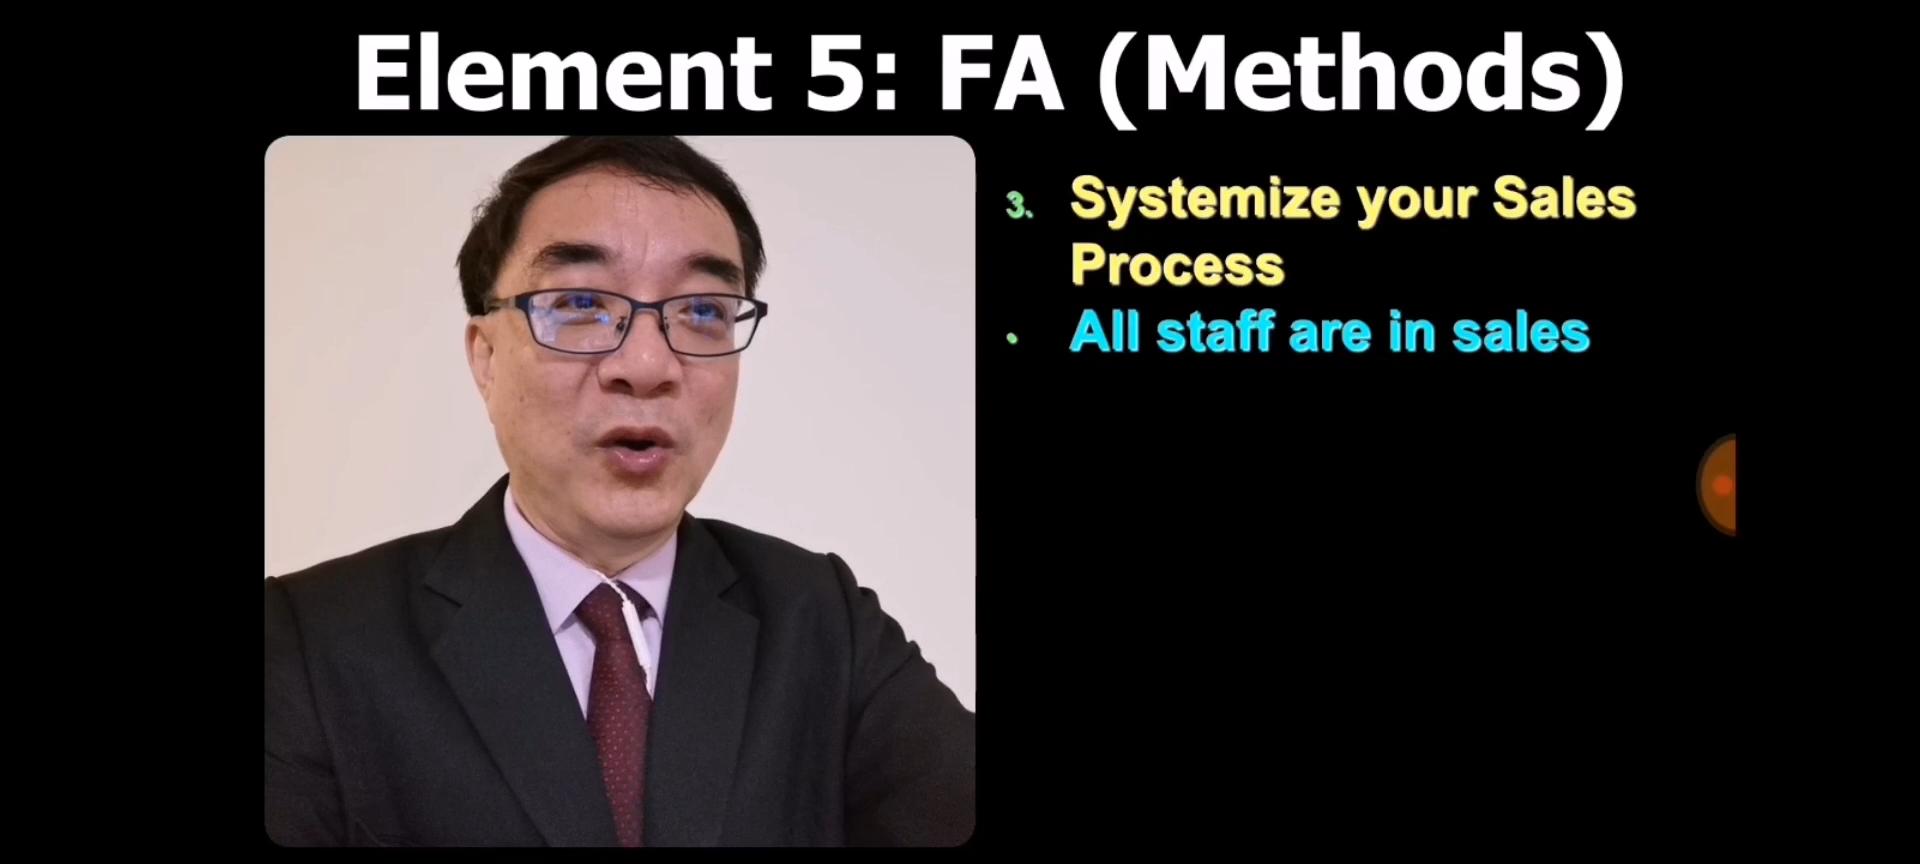 Element 5: FA (Methods)
3. Systemize your Sales
Process
• All staff are in sales